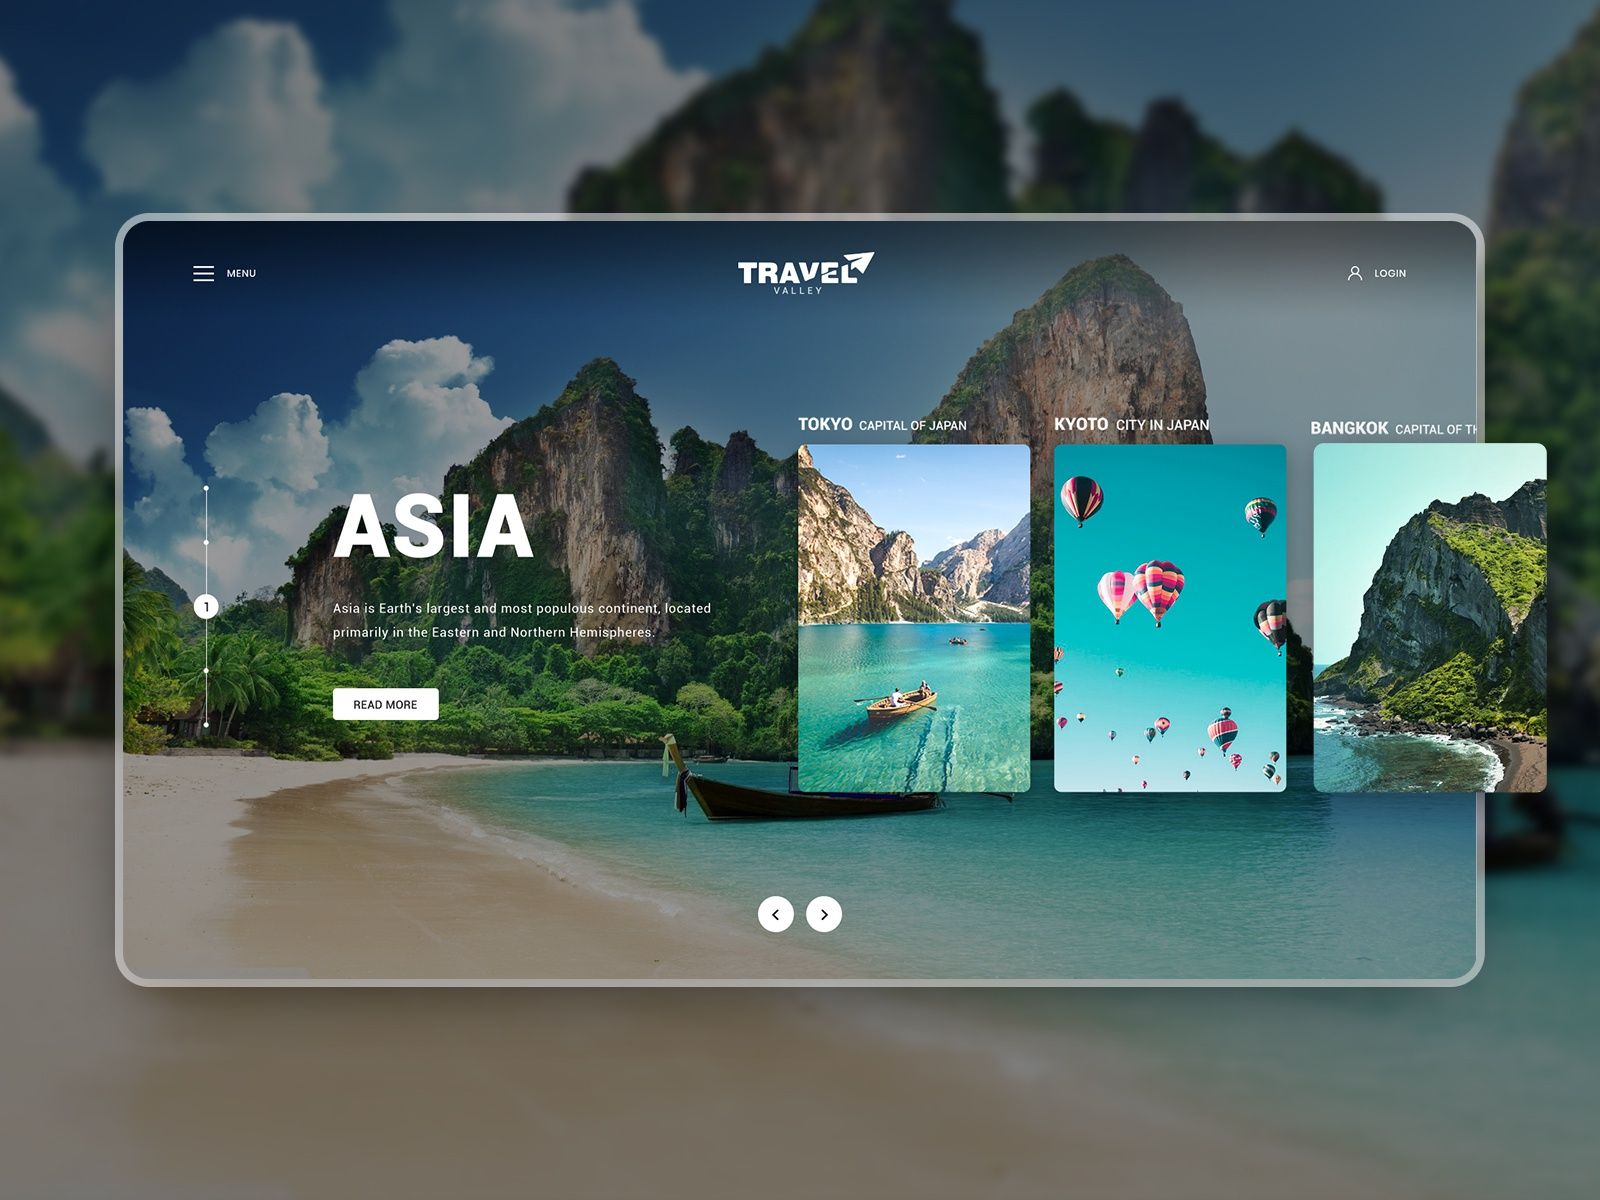 MENU
TRAVEL
VALLEY
LOGIN
TOKYO CAPITAL OF JAPAN
KYOTO CITY IN JAPAN
BANGKOK CAPITAL OF
ASIA
Asia is Earth's largest and most populous continent, located
primarily in the Eastern and Northern Hemispheres.
1
READ MORE